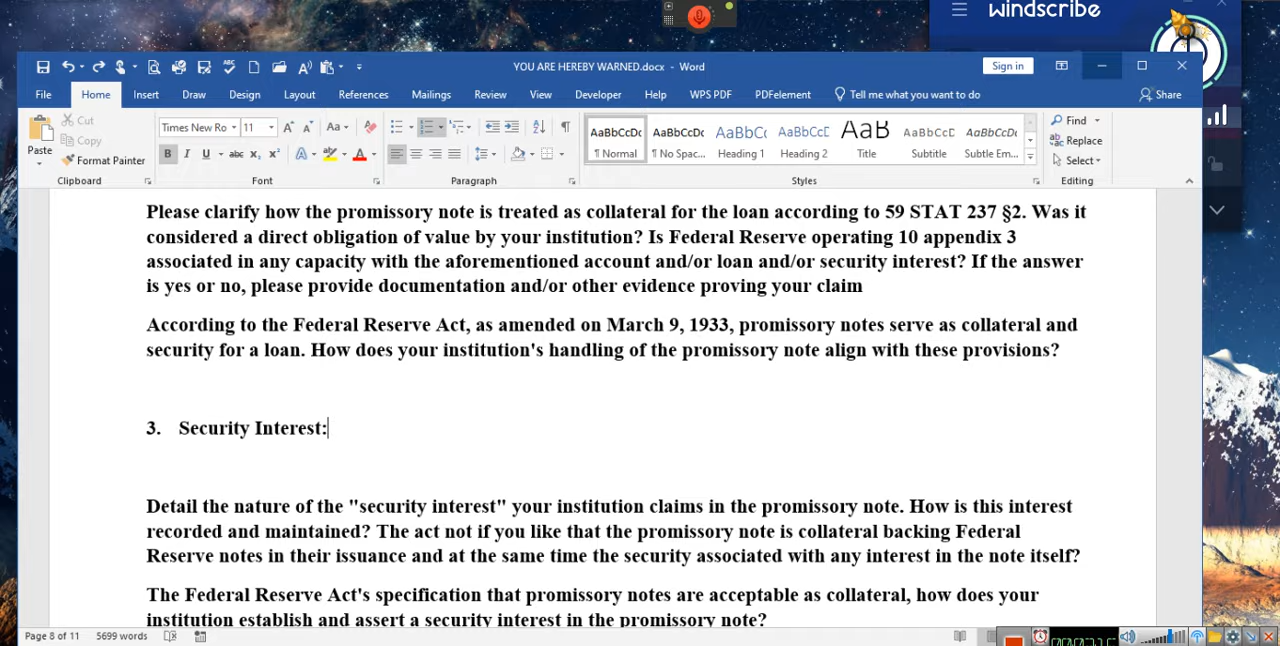 windscribe
YOU ARE HEREBY WARNED.docx - Word
Sign in
File Home Insert Draw Design Layout References Mailings Review View Developer Help WPS PDF PDFelement Tell me what you want to do Share
Paste Cut Copy Format Painter
Clipboard
Times New Ro 11
Font
Paragraph
AaBbCcDc ¶ Normal
AaBbCcDc ¶ No Spac...
AaBbC( Heading 1
AaBbCcE Heading 2
AaB Title
AaBbCcD Subtitle
AaBbCcD. Subtle Em...
Styles
Find
Replace
Select
Editing
Please clarify how the promissory note is treated as collateral for the loan according to 59 STAT 237 §2. Was it
considered a direct obligation of value by your institution? Is Federal Reserve operating 10 appendix 3
associated in any capacity with the aforementioned account and/or loan and/or security interest? If the answer
is yes or no, please provide documentation and/or other evidence proving your claim
According to the Federal Reserve Act, as amended on March 9, 1933, promissory notes serve as collateral and
security for a loan. How does your institution's handling of the promissory note align with these provisions?
3. Security Interest:
Detail the nature of the "security interest" your institution claims in the promissory note. How is this interest
recorded and maintained? The act not if you like that the promissory note is collateral backing Federal
Reserve notes in their issuance and at the same time the security associated with any interest in the note itself?
The Federal Reserve Act's specification that promissory notes are acceptable as collateral, how does your
institution establish and assert a security interest in the promissory note?
Page 8 of 11 5699 words